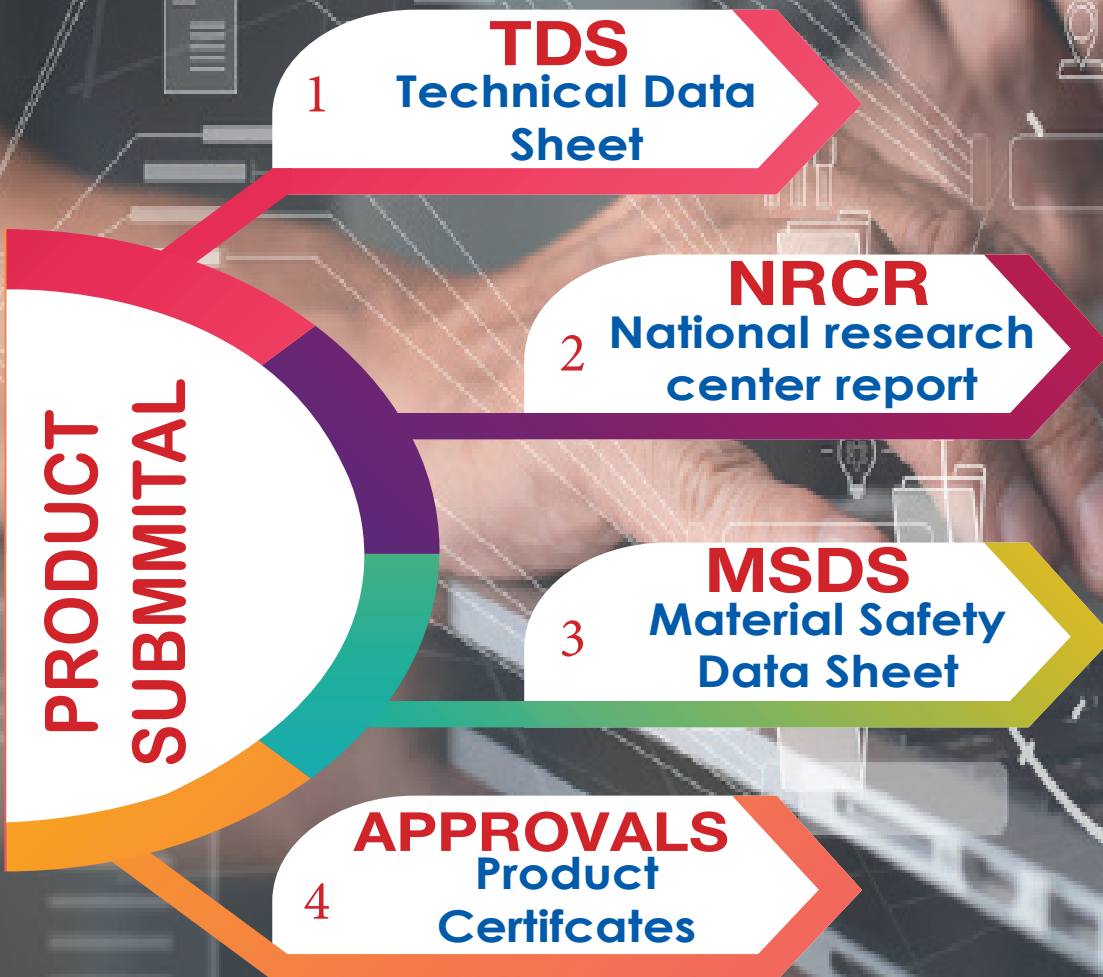 PRODUCT
SUBMMITAL
1
TDS
Technical Data
Sheet
2
NRCR
National research
center report
3
MSDS
Material Safety
Data Sheet
4
APPROVALS
Product
Certifcates